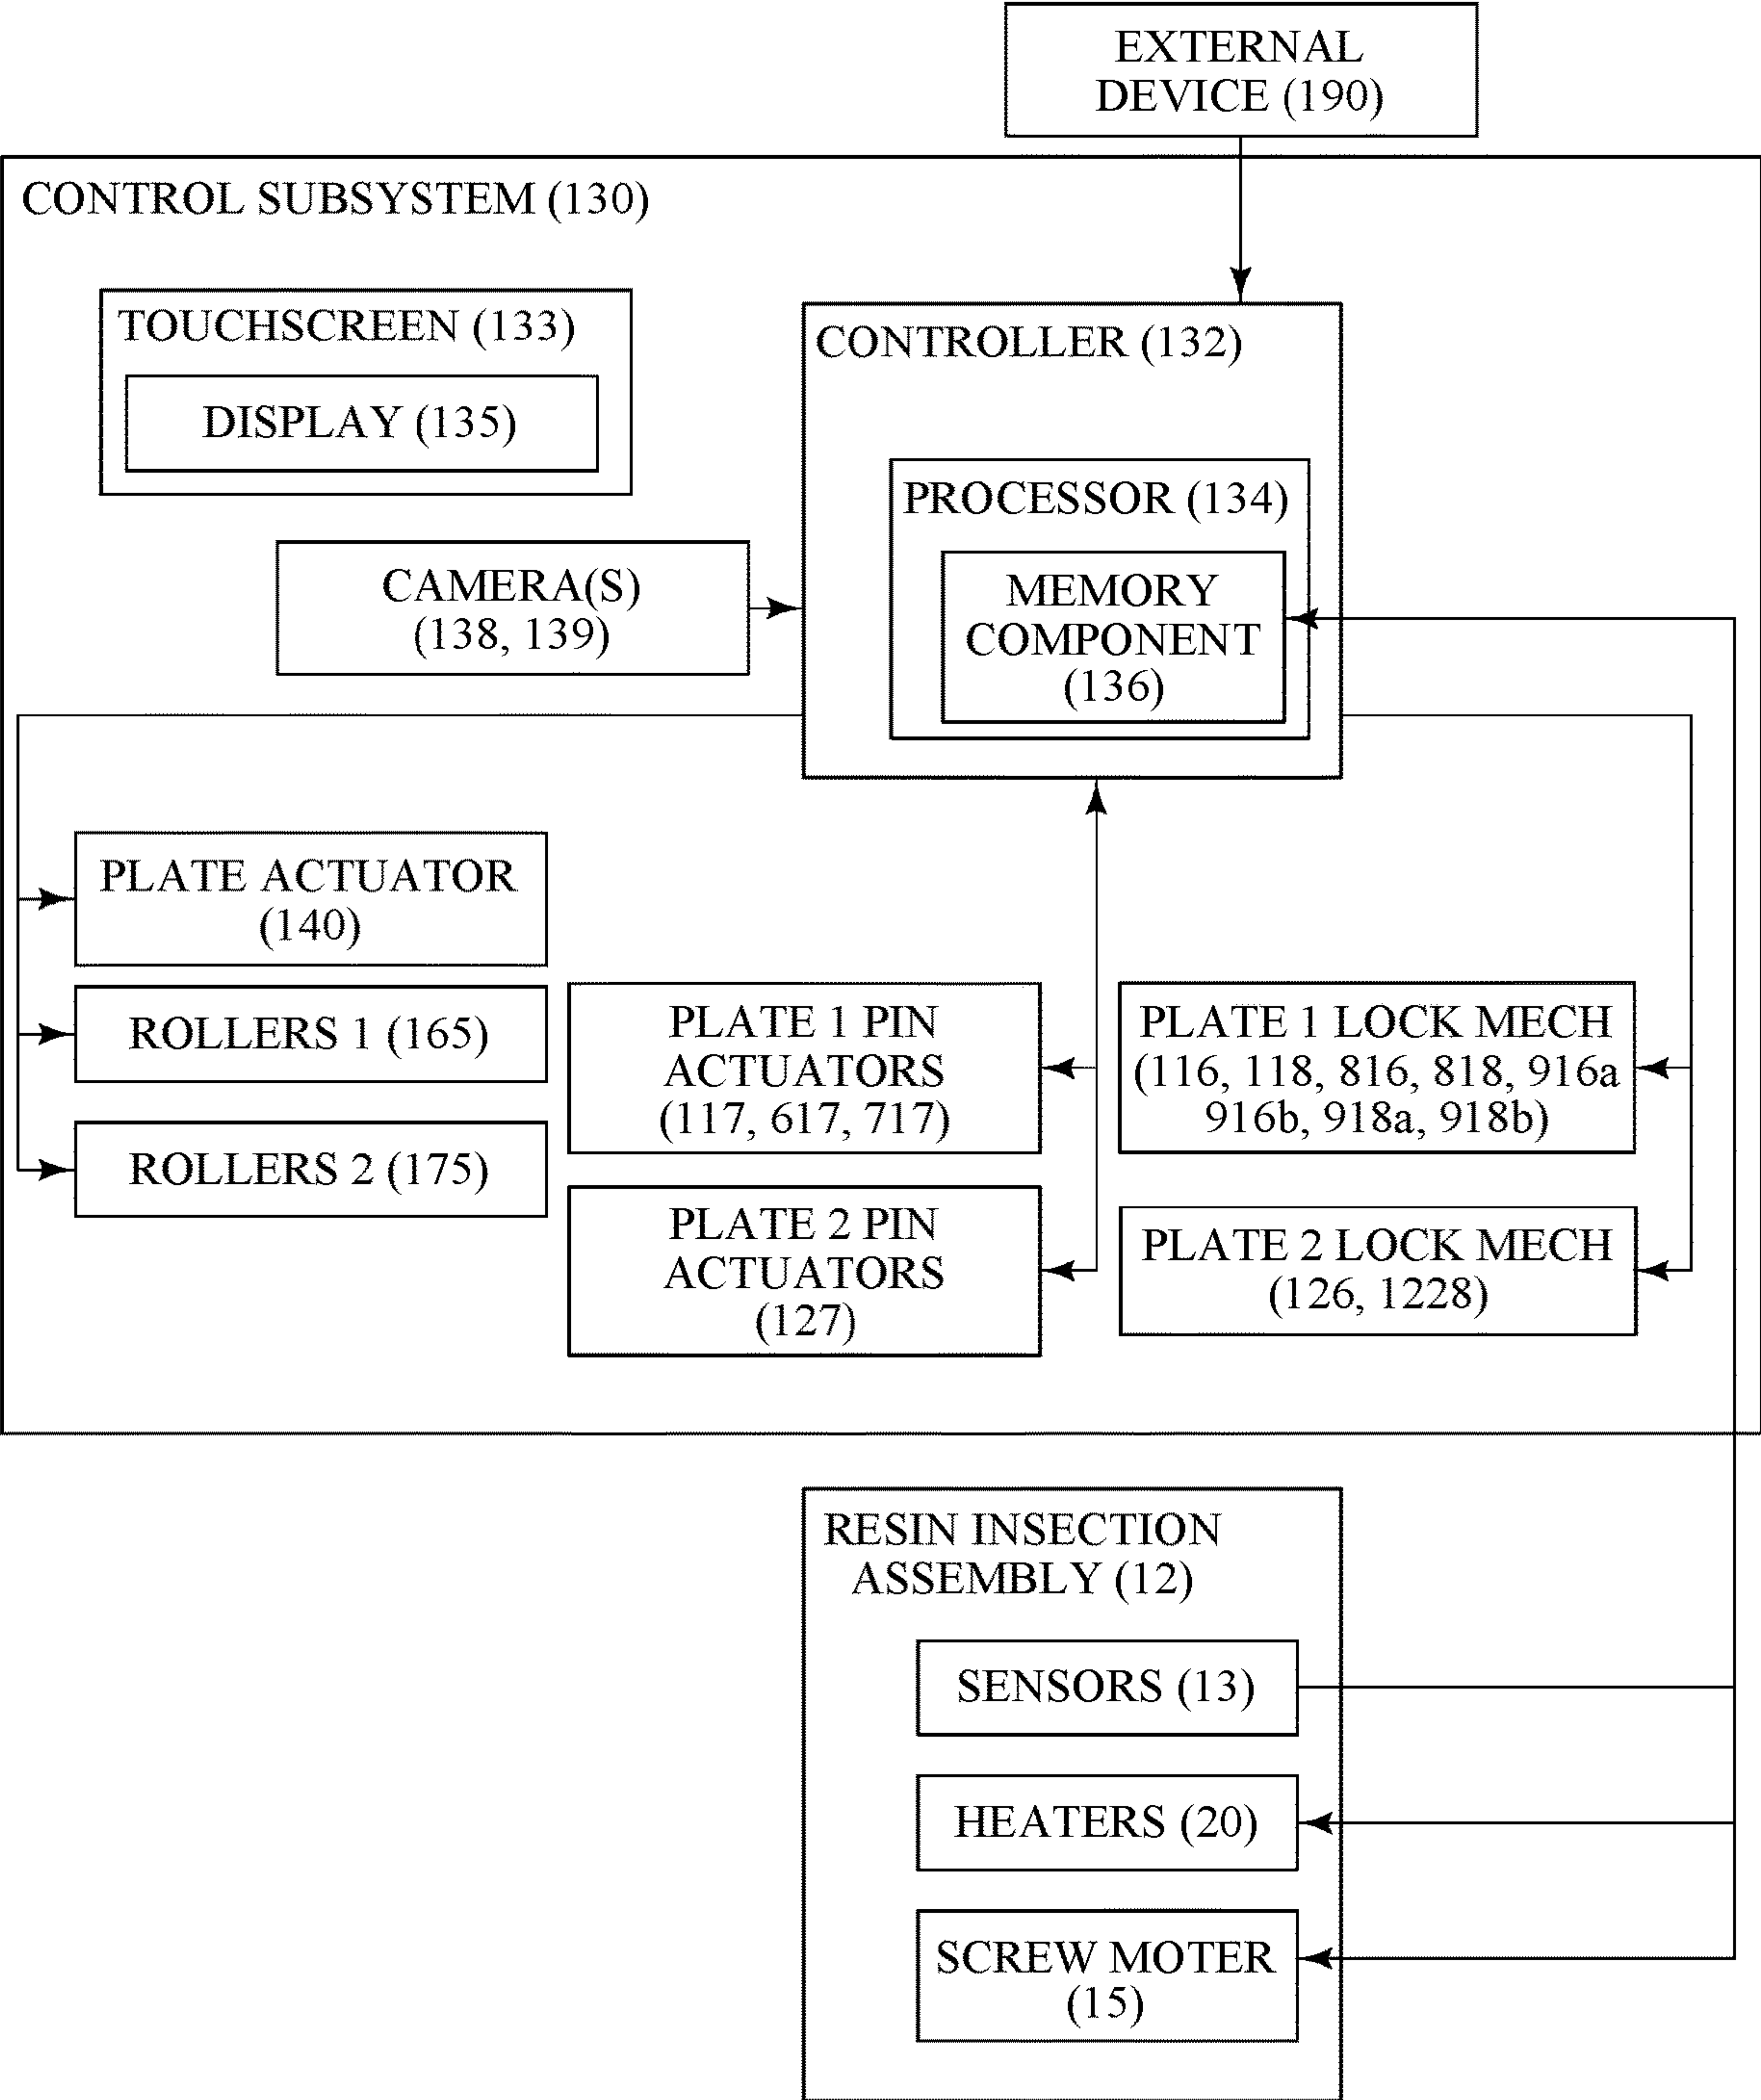 EXTERNAL
DEVICE (190)
CONTROL SUBSYSTEM (130)
TOUCHSCREEN (133)
DISPLAY (135)
CONTROLLER (132)
PROCESSOR (134)
MEMORY
COMPONENT
(136)
CAMERA(S)
(138, 139)
PLATE ACTUATOR
(140)
ROLLERS 1 (165)
ROLLERS 2 (175)
PLATE 1 PIN
ACTUATORS
(117, 617, 717)
PLATE 2 PIN
ACTUATORS
(127)
PLATE 1 LOCK MECH
(116, 118, 816, 818, 916a
916b, 918a, 918b)
PLATE 2 LOCK MECH
(126, 1228)
RESIN INSECTION
ASSEMBLY (12)
SENSORS (13)
HEATERS (20)
SCREW MOTER
(15)